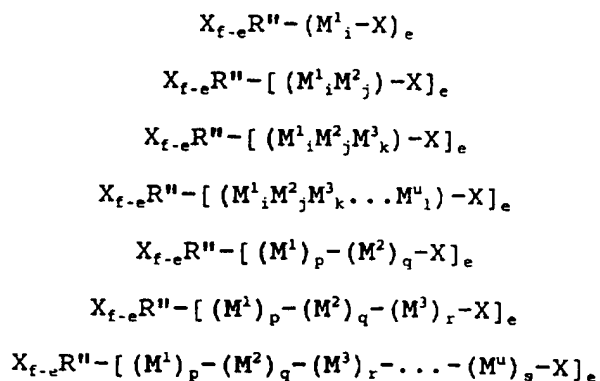 X_{f-e}R"-(M^1_i-X)_e
X_{f-e}R"-[(M^1_iM^2_j)-X]_e
X_{f-e}R"-[(M^1_iM^2_jM^3_k)-X]_e
X_{f-e}R"-[(M^1_iM^2_jM^3_k...M^u_l)-X]_e
X_{f-e}R"-[(M^1)_p-(M^2)_q-X]_e
X_{f-e}R"-[(M^1)_p-(M^2)_q-(M^3)_r-X]_e
X_{f-e}R"-[(M^1)_p-(M^2)_q-(M^3)_r-...-(M^u)_s-X]_e